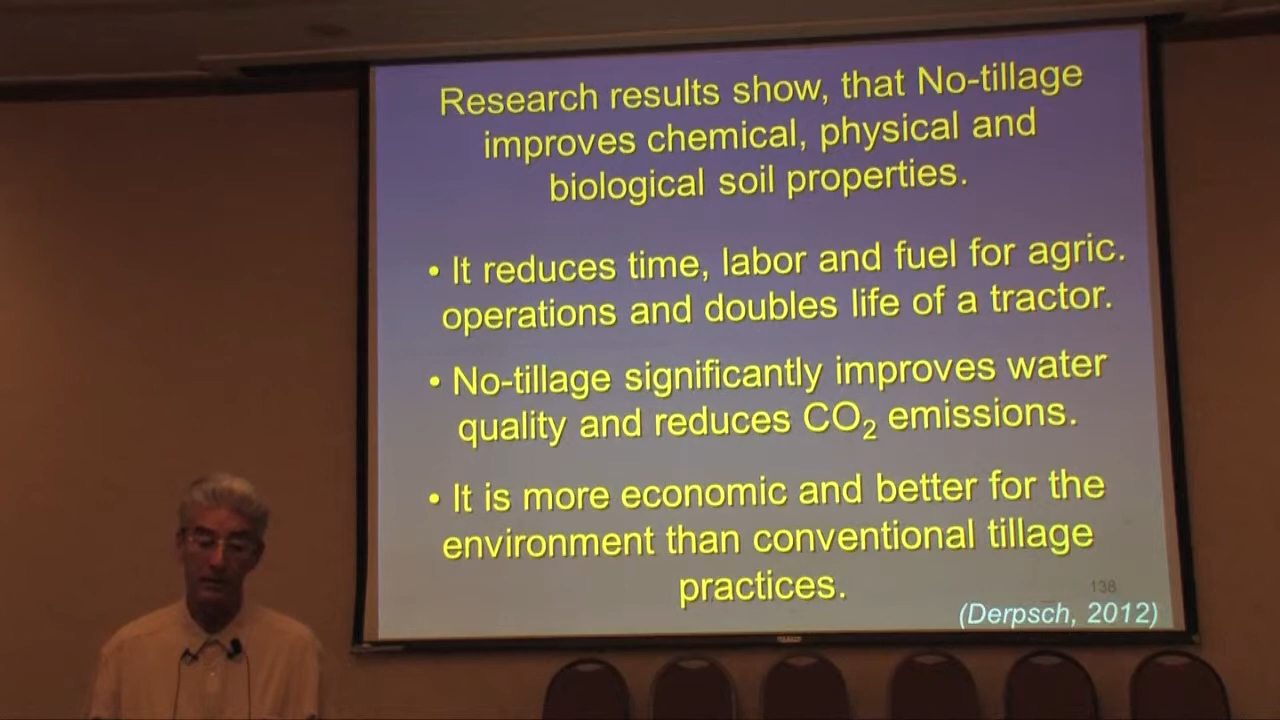 Research results show, that No-tillage
improves chemical, physical and
biological soil properties.
• It reduces time, labor and fuel for agric.
operations and doubles life of a tractor.
• No-tillage significantly improves water
quality and reduces CO₂ emissions.
• It is more economic and better for the
environment than conventional tillage
practices.
138
(Derpsch, 2012)